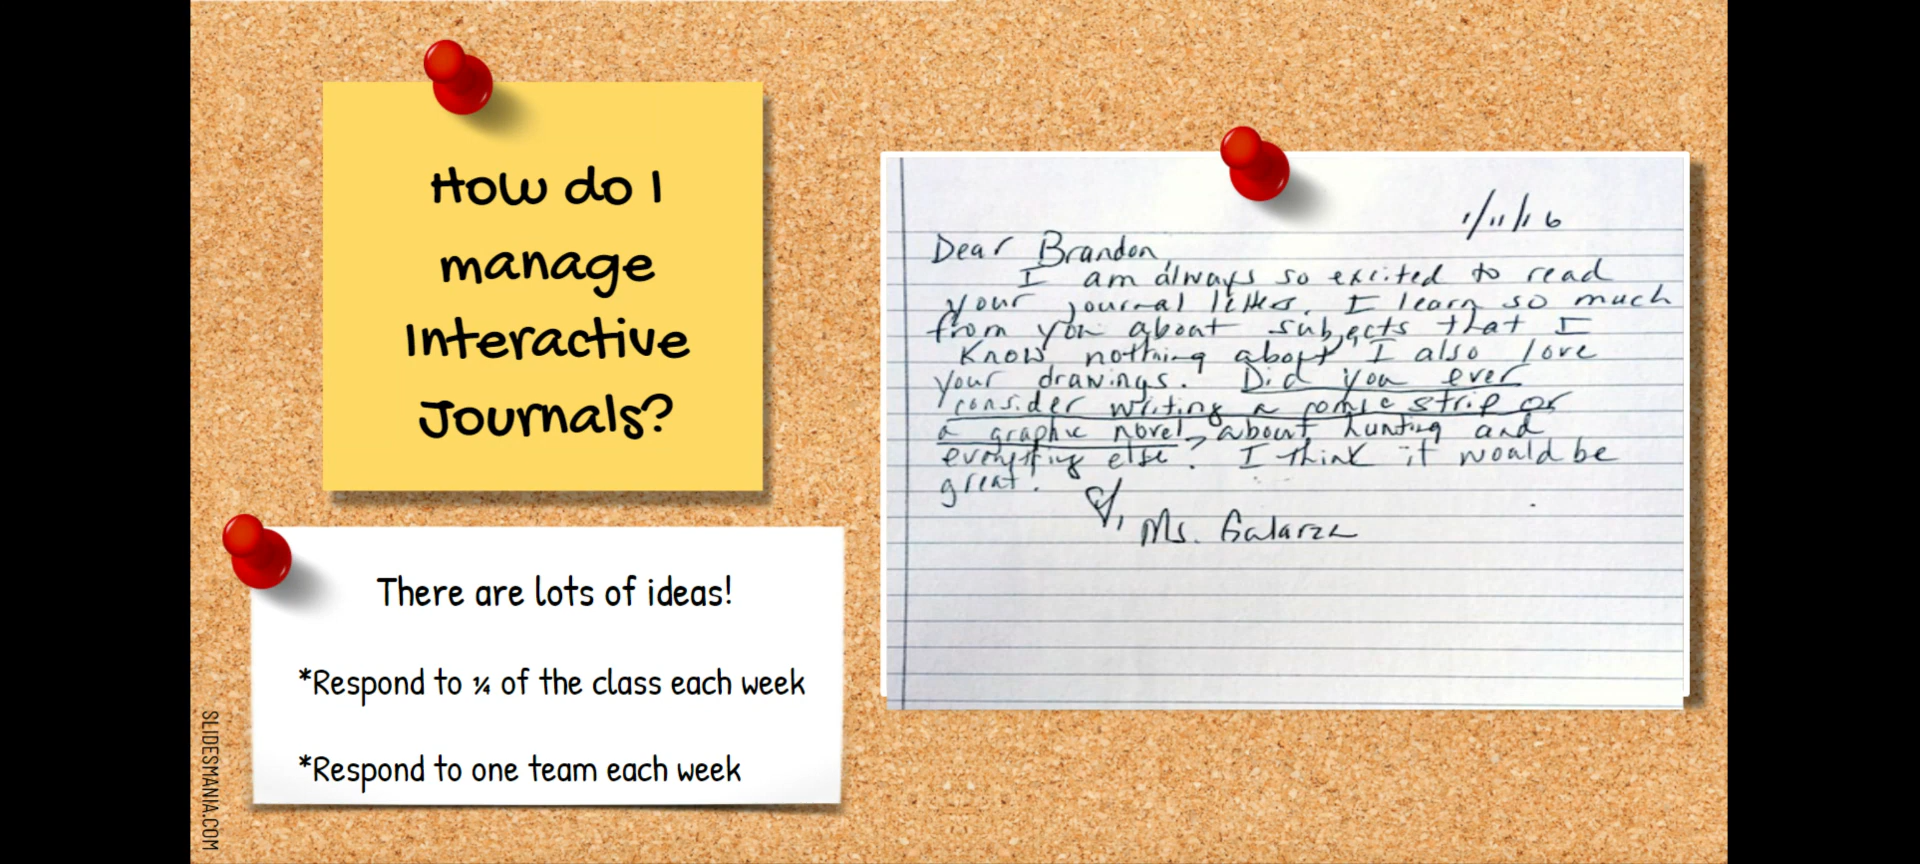 How do I
manage
Interactive
Journals?
There are lots of ideas!
*Respond to ¼ of the class each week
*Respond to one team each week
SLIDESMANIA.COM
1/11/16
Dear Brandon,
I am always so excited to read
your journal letters. I learn so much
from you about subjects that I
know nothing about. I also love
your drawings. Did you ever
consider writing a comic strip or
a graphic novel, about hunting and
everything else? I think it would be
great!
Ms. Galarza